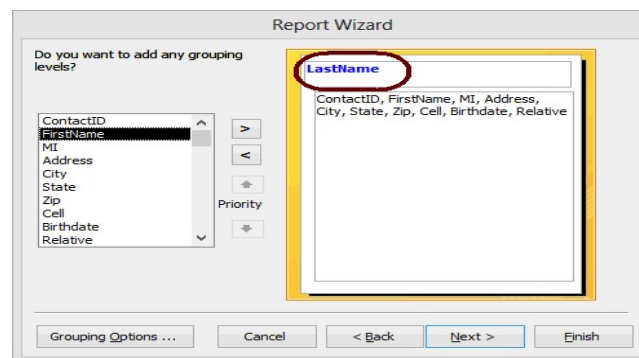 Report Wizard
Do you want to add any grouping
levels?
ContactID
FirstName
MI
Address
City
State
Zip
Cell
Birthdate
Relative
>
<
Priority
LastName
ContactID, FirstName, MI, Address,
City, State, Zip, Cell, Birthdate, Relative
Grouping Options ...
Cancel
< Back
Next >
Finish